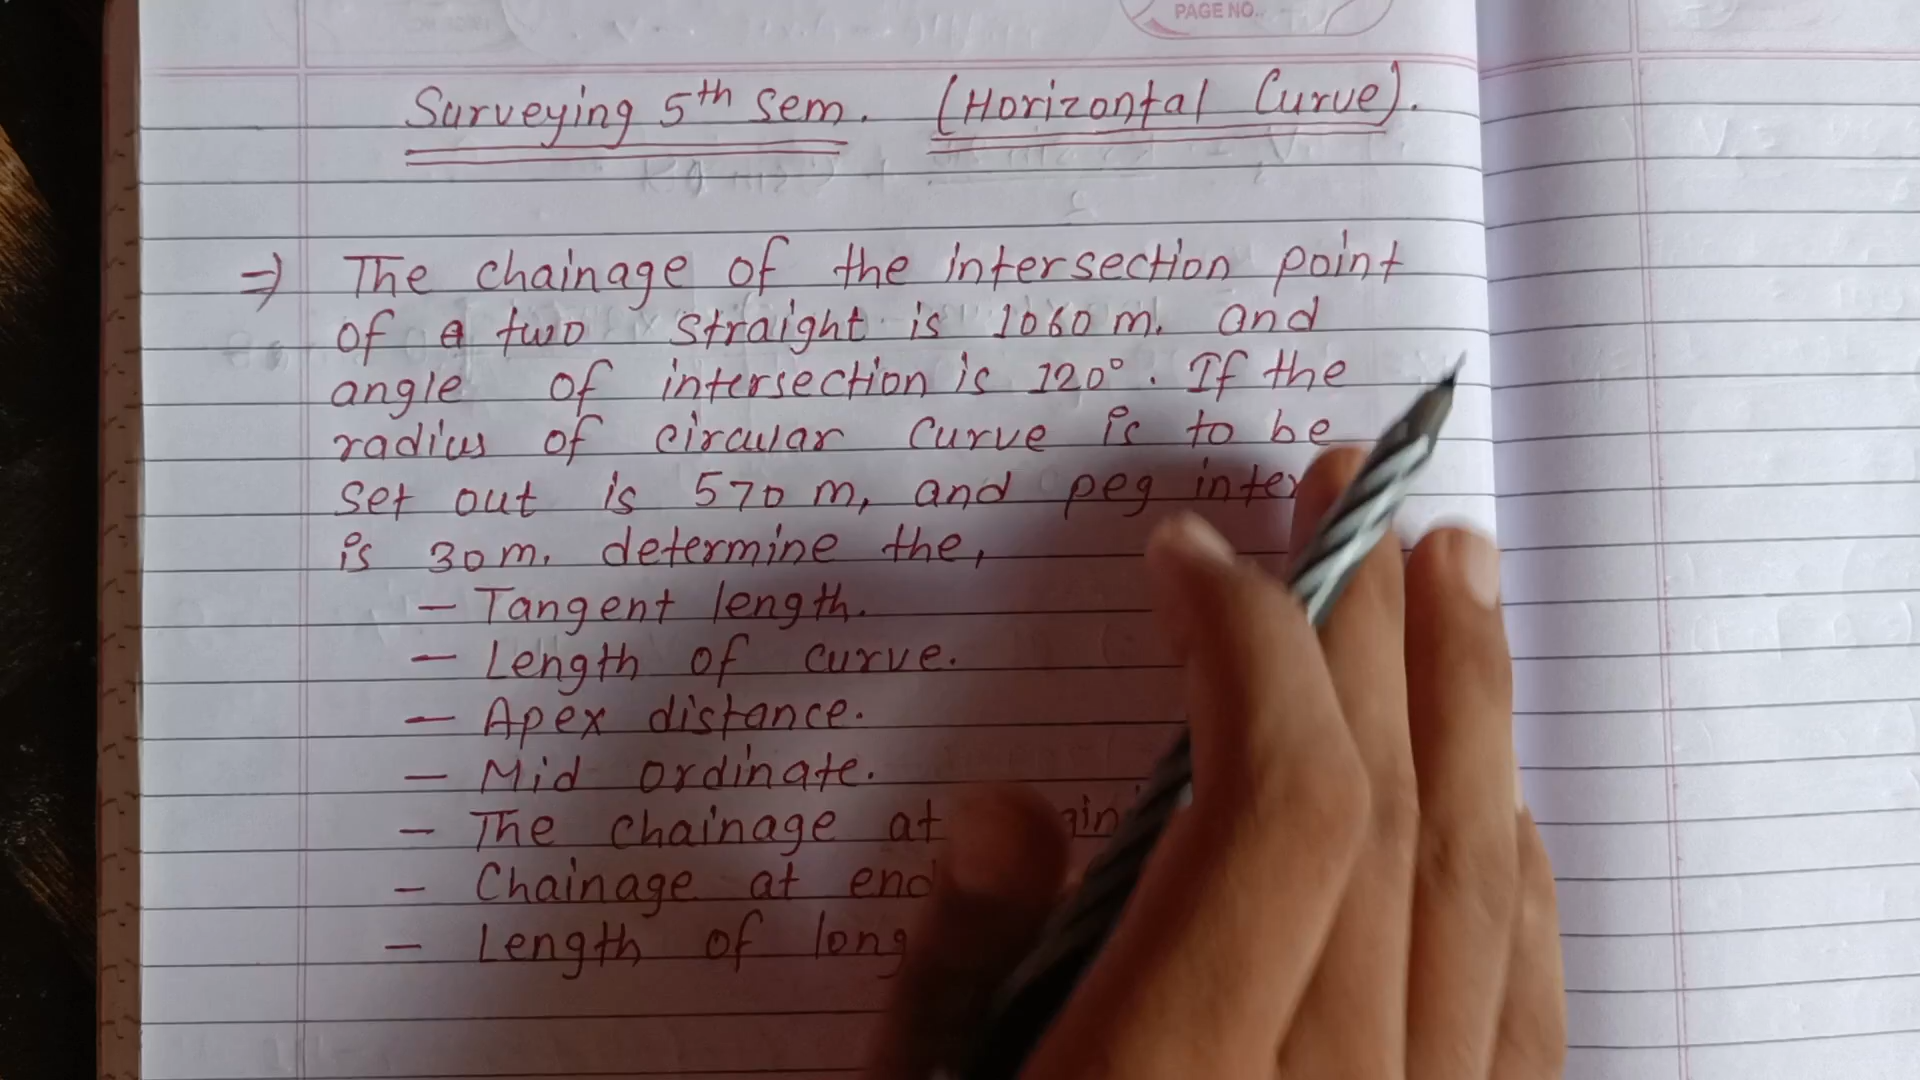 PAGE NO..
Surveying 5th sem. (Horizontal Curve).
⇒ The chainage of the intersection point
of a two straight is 1060 m. and
angle of intersection is 120°. If the
radius of circular curve is to be
set out is 570 m, and peg
is 30 m. determine the,
— Tangent length.
— Length of curve.
— Apex distance.
— Mid ordinate.
— The chainage at
— Chainage at end
— Length of long